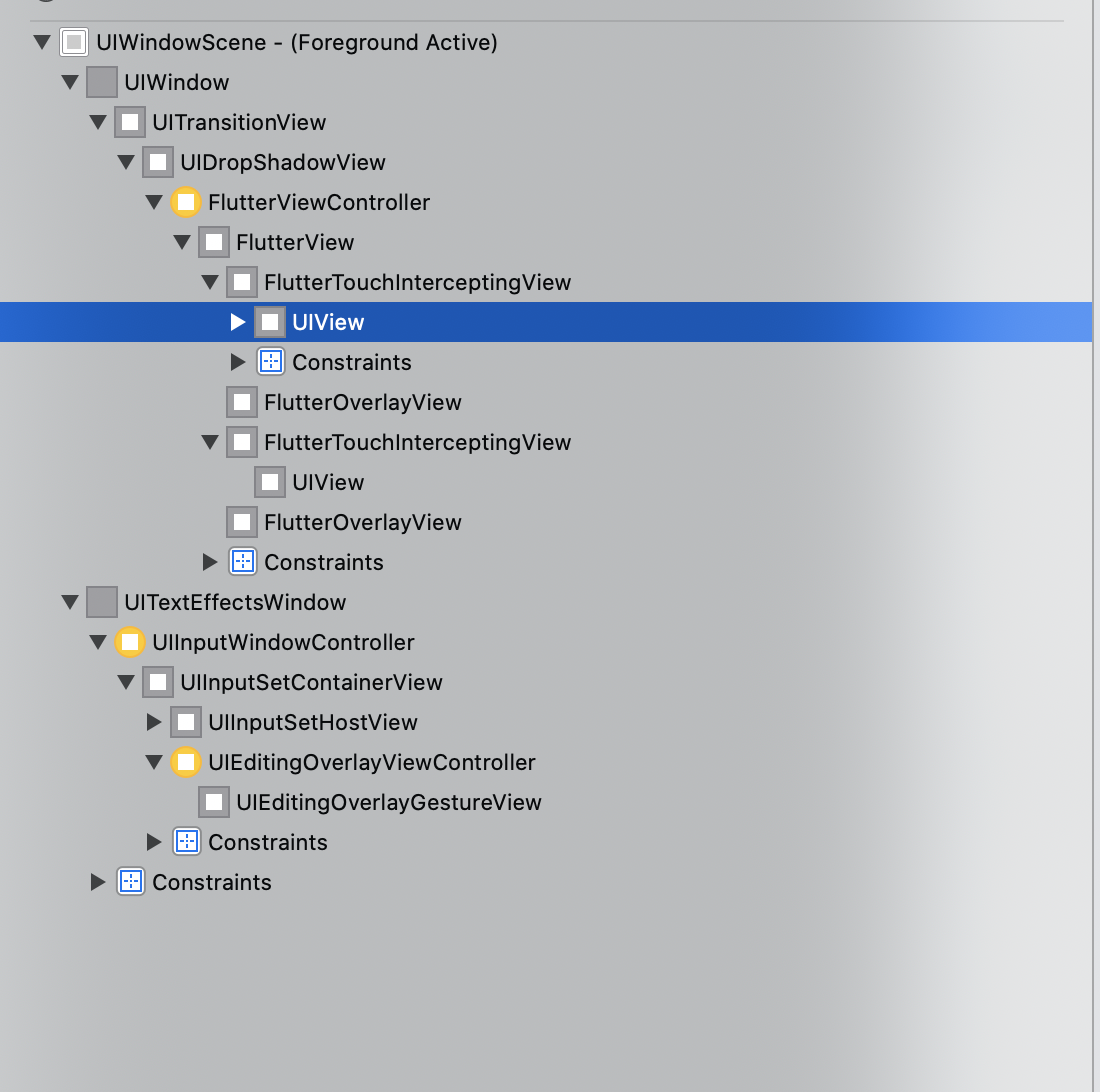 UIWindowScene - (Foreground Active)
UIWindow
UITransitionView
UIDropShadowView
FlutterViewController
FlutterView
FlutterTouchInterceptingView
UIView
Constraints
FlutterOverlayView
FlutterTouchInterceptingView
UIView
FlutterOverlayView
Constraints
UITextEffectsWindow
UIInputWindowController
UIInputSetContainerView
UIInputSetHostView
UIEditingOverlayViewController
UIEditingOverlayGestureView
Constraints
Constraints